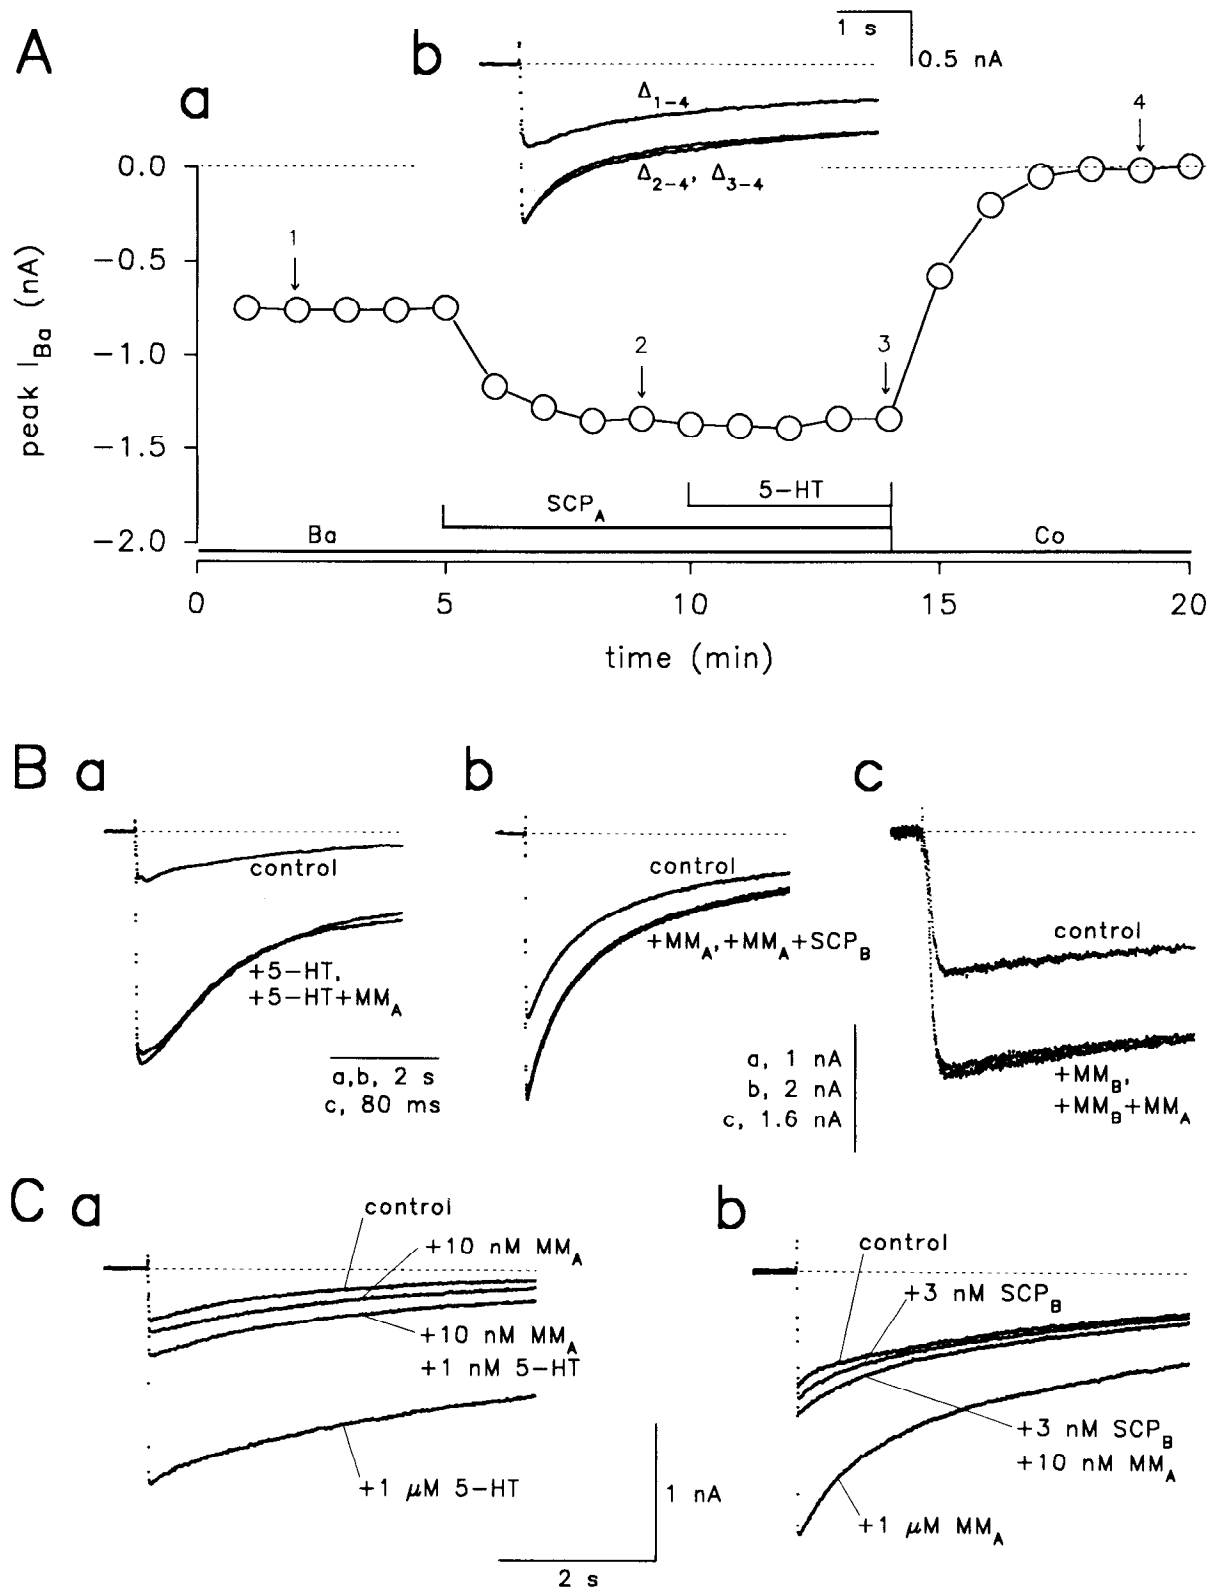 A
a
b
1 s
0.5 nA
Δ1−4
Δ2−4, Δ3−4
peak IBa (nA)
0.0
−0.5
−1.0
−1.5
−2.0
1
2
3
4
5−HT
SCPA
Ba
Co
0
5
10
15
20
time (min)
B
a
control
+5−HT,
+5−HT+MMA
a,b, 2 s
c, 80 ms
b
control
+MMA,+MMA+SCPB
a, 1 nA
b, 2 nA
c, 1.6 nA
c
control
+MMB,
+MMB+MMA
C
a
control
+10 nM MMA
+10 nM MMA
+1 nM 5−HT
+1 μM 5−HT
1 nA
2 s
b
control
+3 nM SCPB
+3 nM SCPB
+10 nM MMA
+1 μM MMA